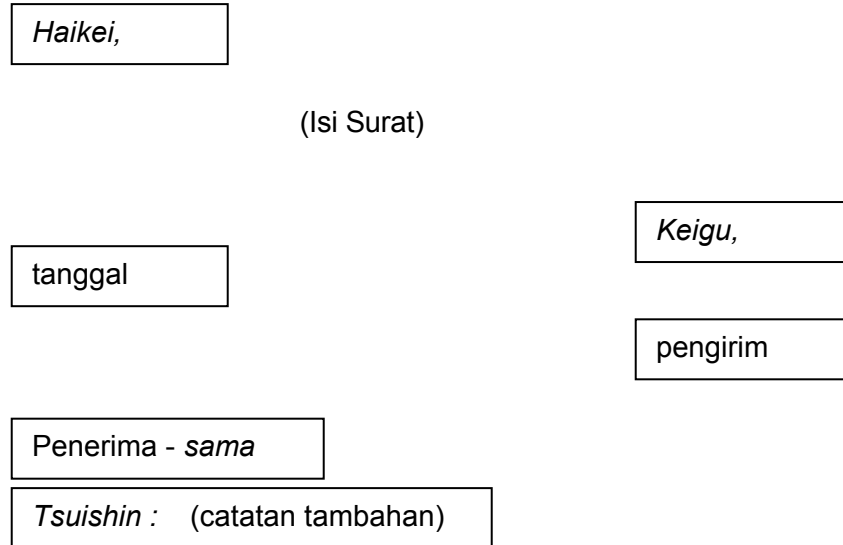 Haikei,
(Isi Surat)
Keigu,
tanggal
pengirim
Penerima - sama
Tsuishin : (catatan tambahan)